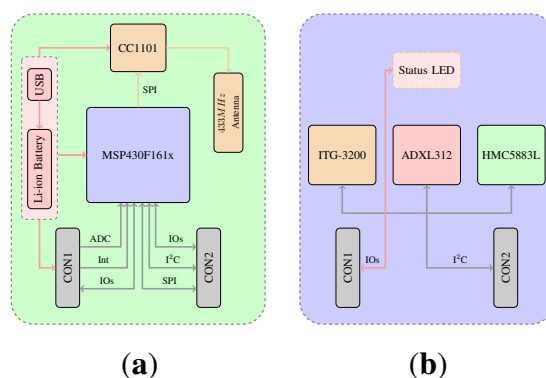 CC1101
USB
SPI
433MHz
Antenna
Li-ion Battery
MSP430F161x
ADC
Int
IOs
IOs
I²C
SPI
CON1
CON2
(a)
Status LED
ITG-3200
ADXL312
HMC5883L
IOs
I²C
CON1
CON2
(b)